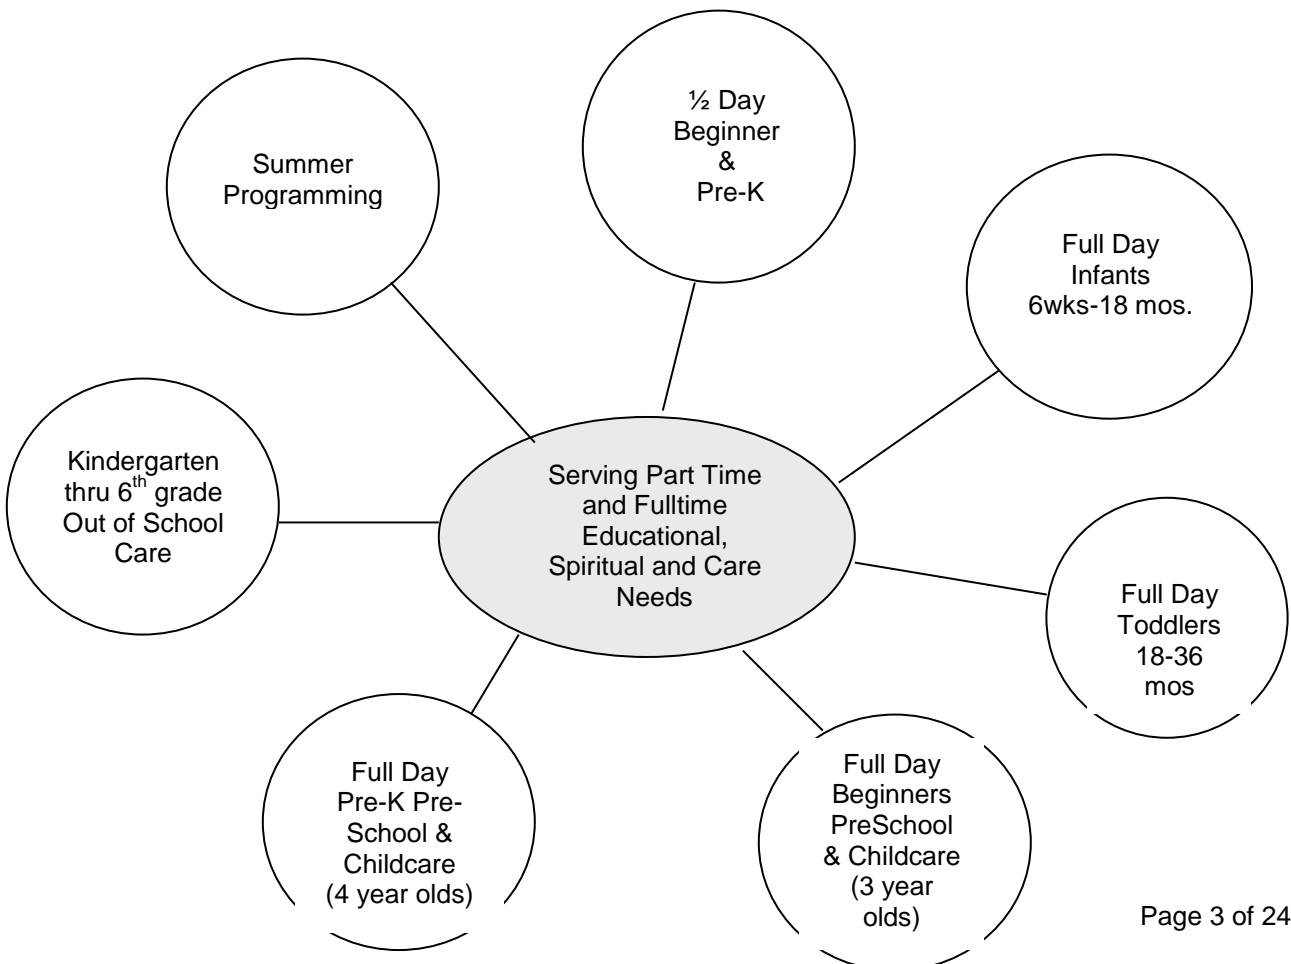 ½ Day
Beginner
&
Pre-K
Summer
Programming
Full Day
Infants
6wks-18 mos.
Kindergarten
thru 6th grade
Out of School
Care
Serving Part Time
and Fulltime
Educational,
Spiritual and Care
Needs
Full Day
Toddlers
18-36
mos
Full Day
Pre-K Pre-
School &
Childcare
(4 year olds)
Full Day
Beginners
PreSchool
& Childcare
(3 year
olds)
Page 3 of 24